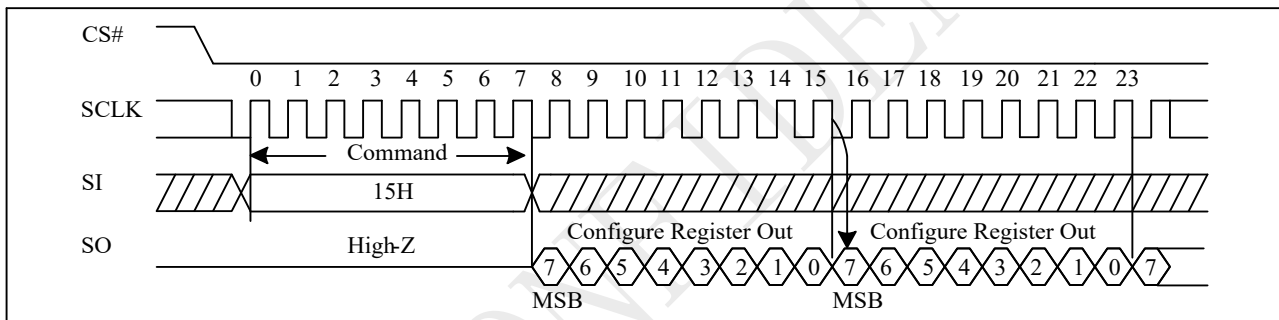 CS#
0 1 2 3 4 5 6 7 8 9 10 11 12 13 14 15 16 17 18 19 20 21 22 23
SCLK
Command
SI
15H
SO
High-Z
Configure Register Out
Configure Register Out
7 6 5 4 3 2 1 0 7 6 5 4 3 2 1 0 7
MSB
MSB